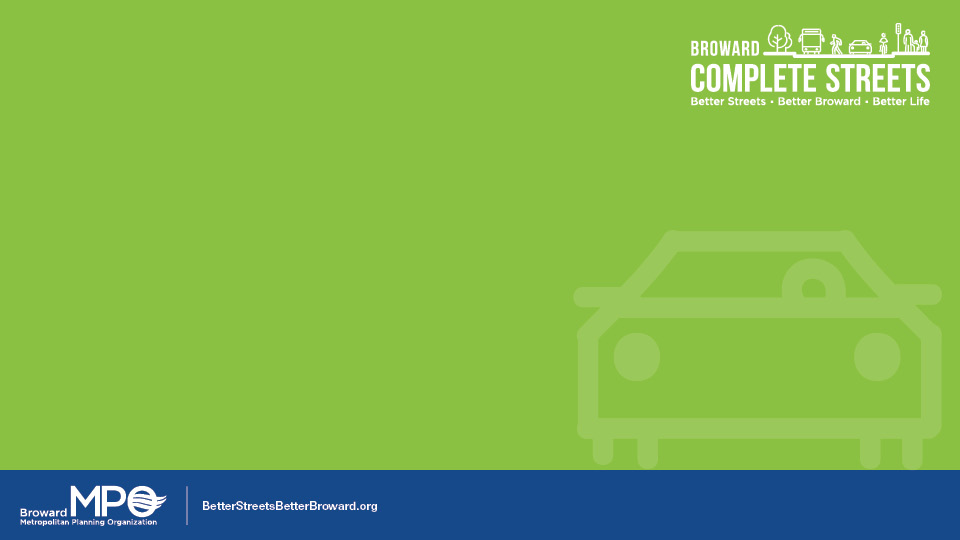 BROWARD
COMPLETE STREETS
Better Streets • Better Broward • Better Life
Broward MPO
Metropolitan Planning Organization
BetterStreetsBetterBroward.org